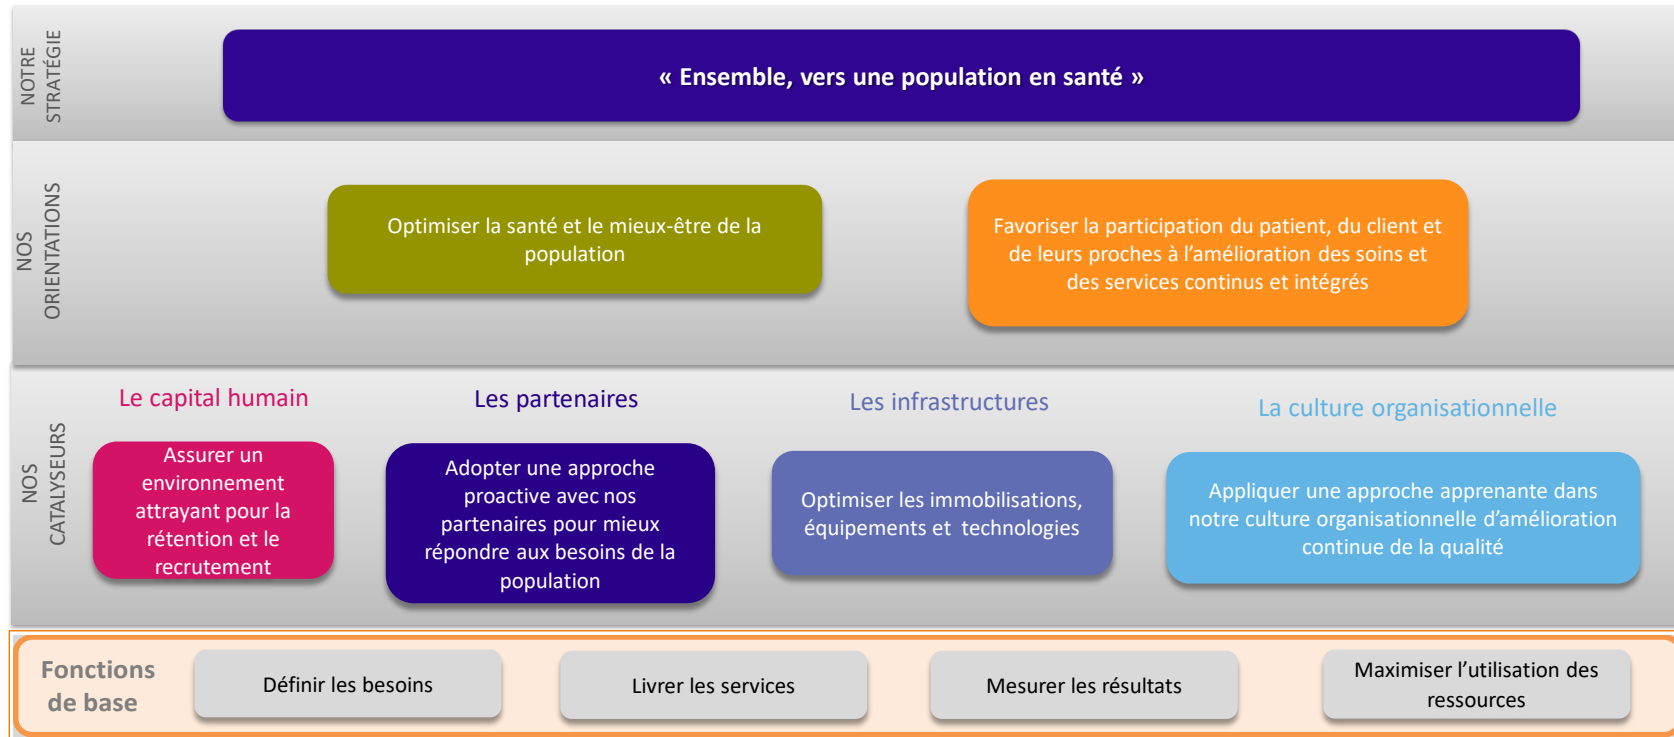 NOTRE
STRATÉGIE
« Ensemble, vers une population en santé »
NOS
ORIENTATIONS
Optimiser la santé et le mieux-être de la
population
Favoriser la participation du patient, du client et
de leurs proches à l’amélioration des soins et
des services continus et intégrés
NOS
CATALYSEURS
Le capital humain
Assurer un
environnement
attrayant pour la
rétention et le
recrutement
Les partenaires
Adopter une approche
proactive avec nos
partenaires pour mieux
répondre aux besoins de la
population
Les infrastructures
Optimiser les immobilisations,
équipements et technologies
La culture organisationnelle
Appliquer une approche apprenante dans
notre culture organisationnelle d’amélioration
continue de la qualité
Fonctions
de base
Définir les besoins
Livrer les services
Mesurer les résultats
Maximiser l’utilisation des
ressources